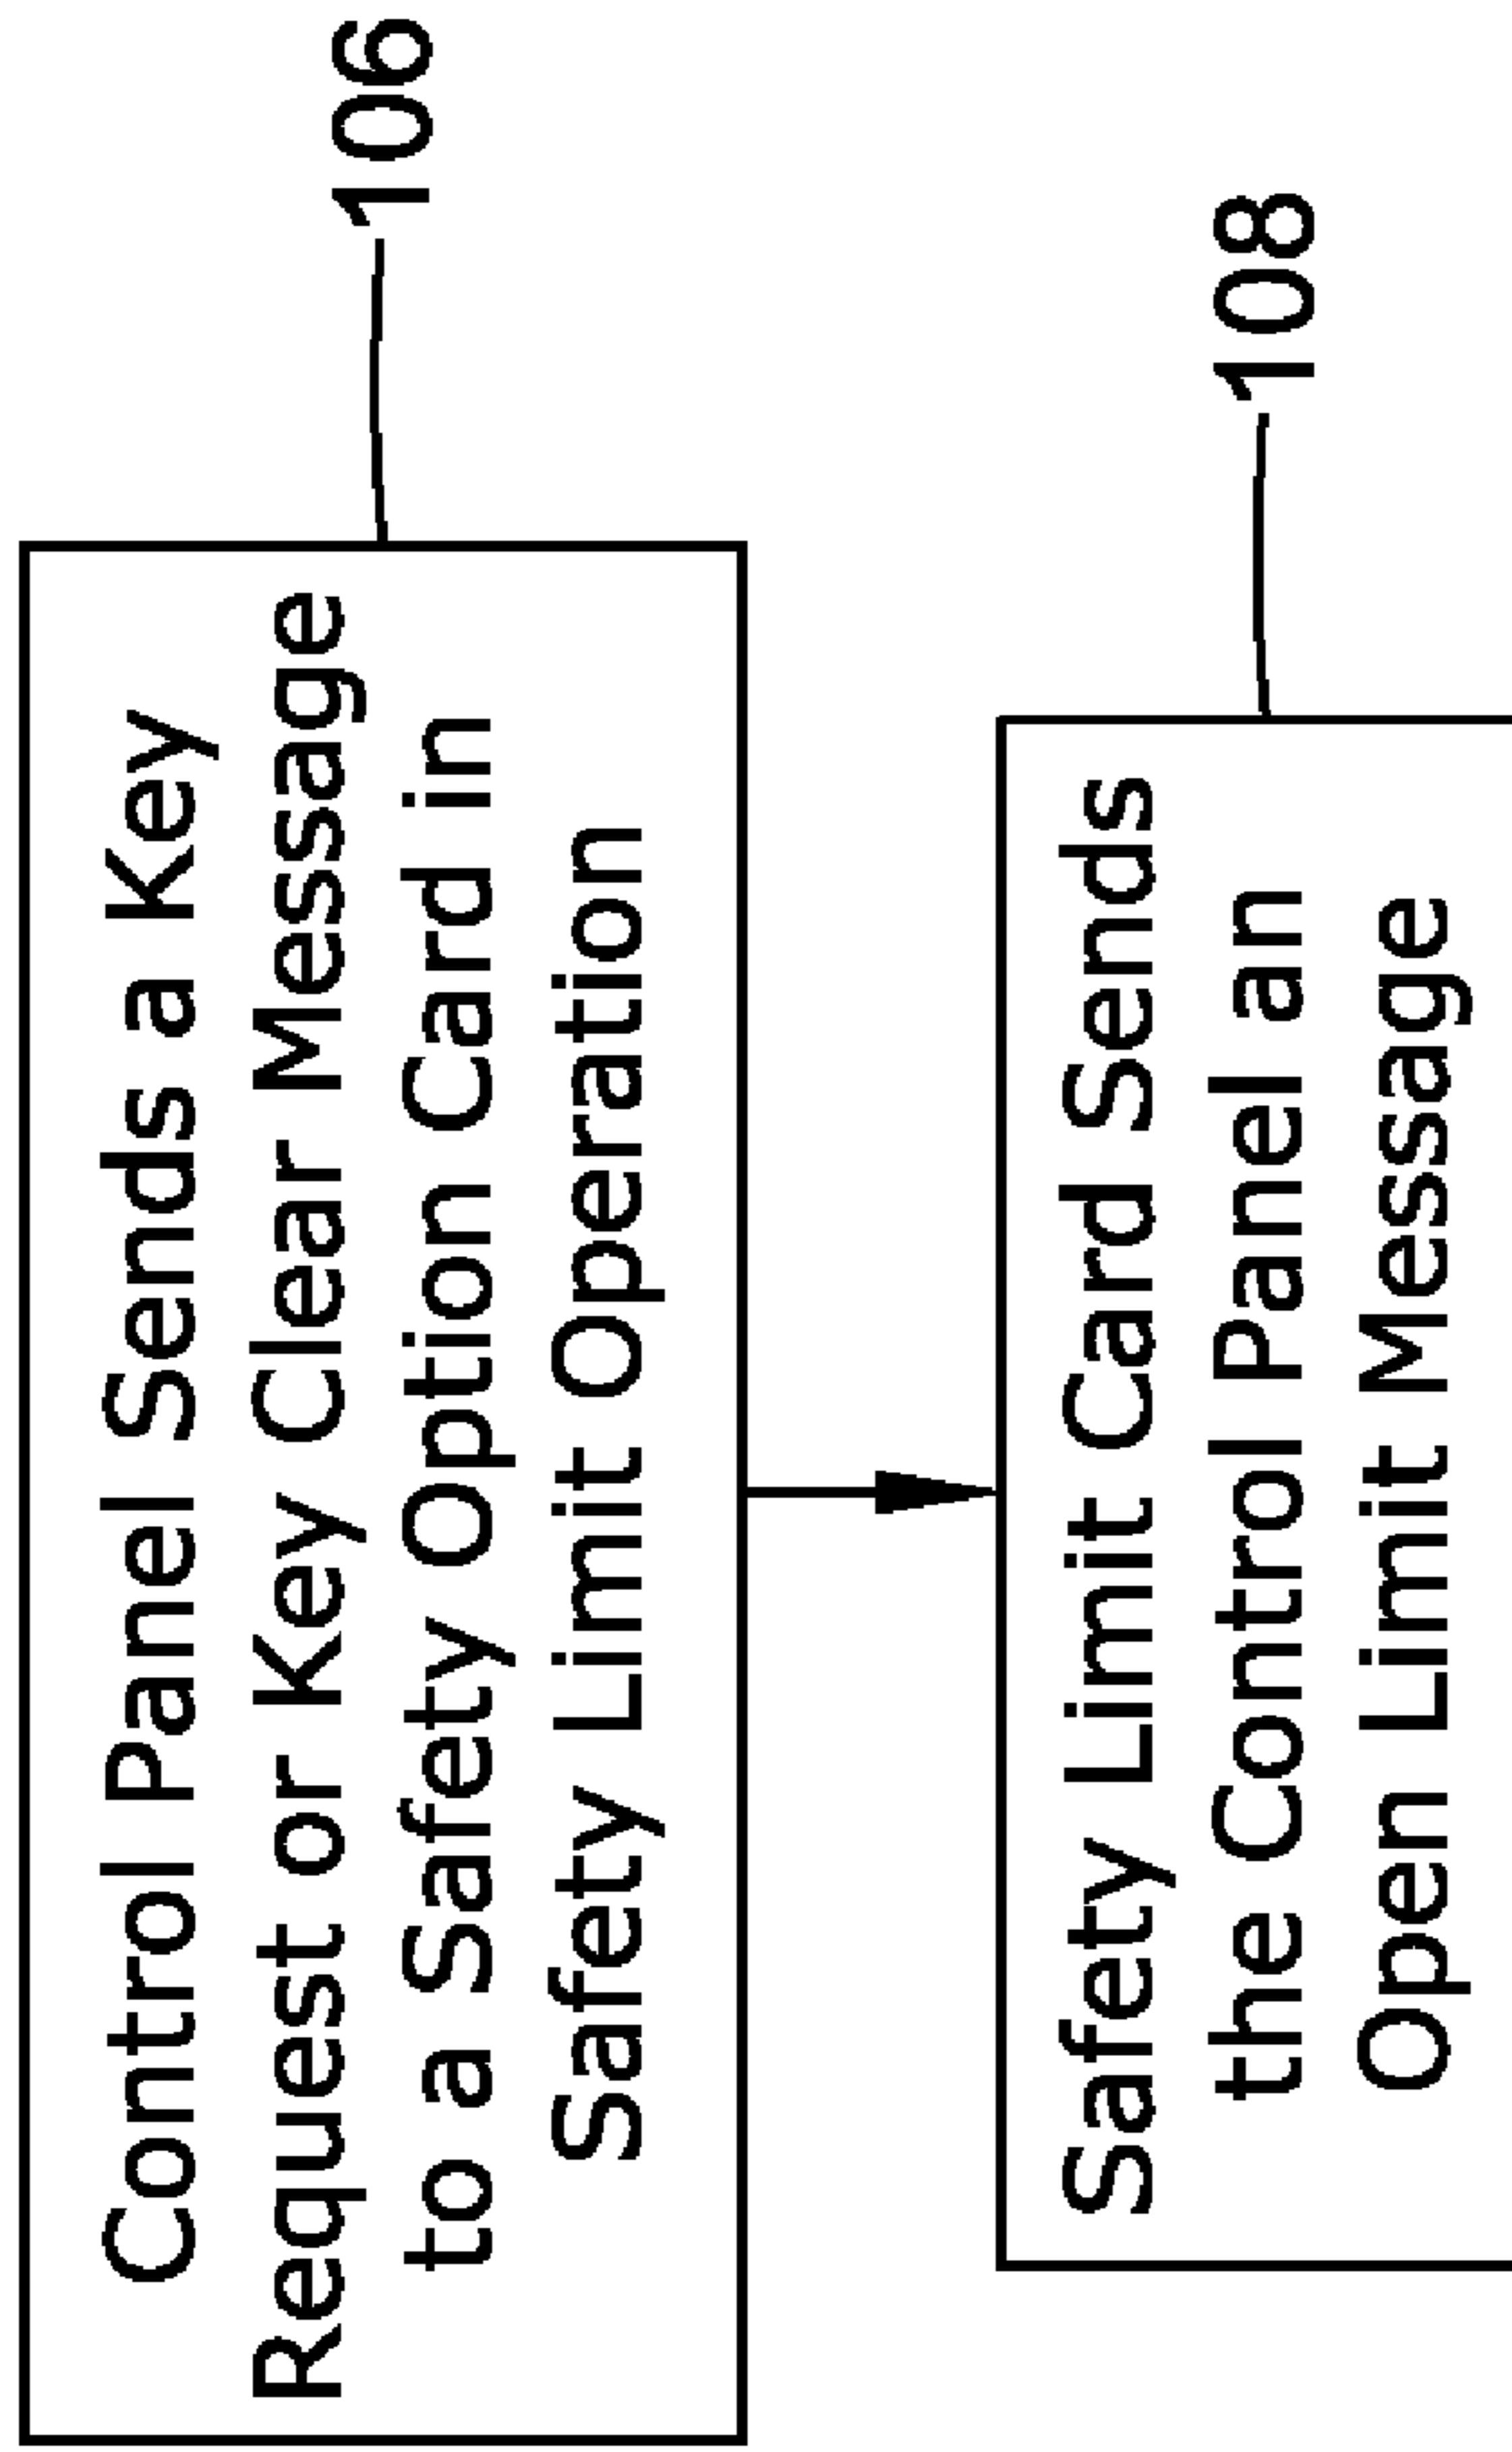 Control Panel Sends a Key
Request or Key Clear Message
to a Safety Option Card in
Safety Limit Operation
106
Safety Limit Card Sends
the Control Panel an
Open Limit Message
108